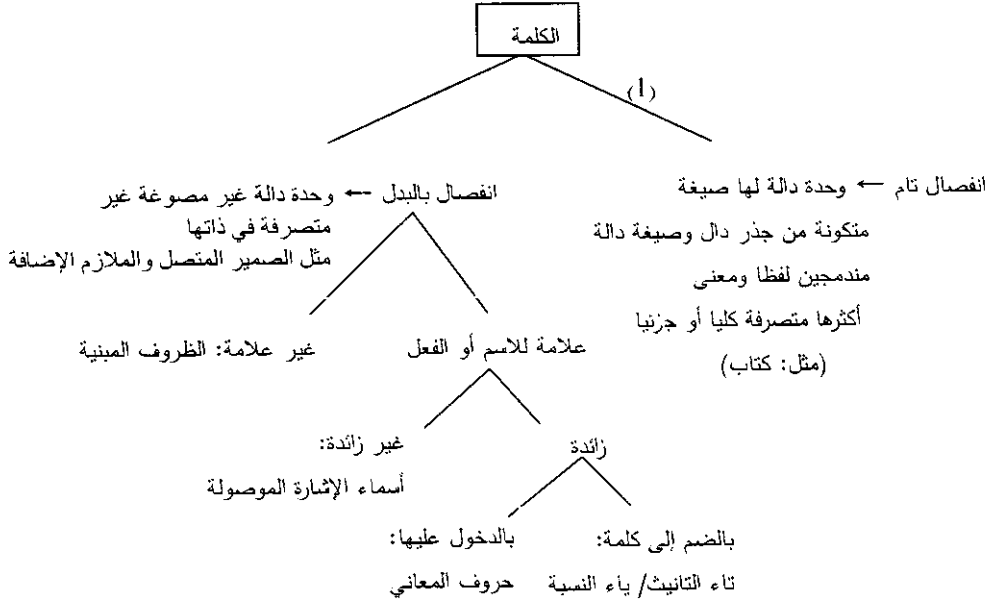 الكلمة
(1)
انفصال تام ← وحدة دالة لها صيغة
متكونة من جذر دال وصيغة دالة
مندمجين لفظا ومعنى
أكثرها متصرفة كليا أو جزئيا
(مثل: كتاب)
انفصال بالبدل ← وحدة دالة غير مصوغة غير
متصرفة في ذاتها
مثل الصمير المتصل والملازم الإضافة
علامة للاسم أو الفعل
غير علامة: الظروف المبنية
زائدة
غير زائدة:
أسماء الإشارة الموصولة
بالضم إلى كلمة:
تاء التانيث/ ياء النسبة
بالدخول عليها:
حروف المعاني